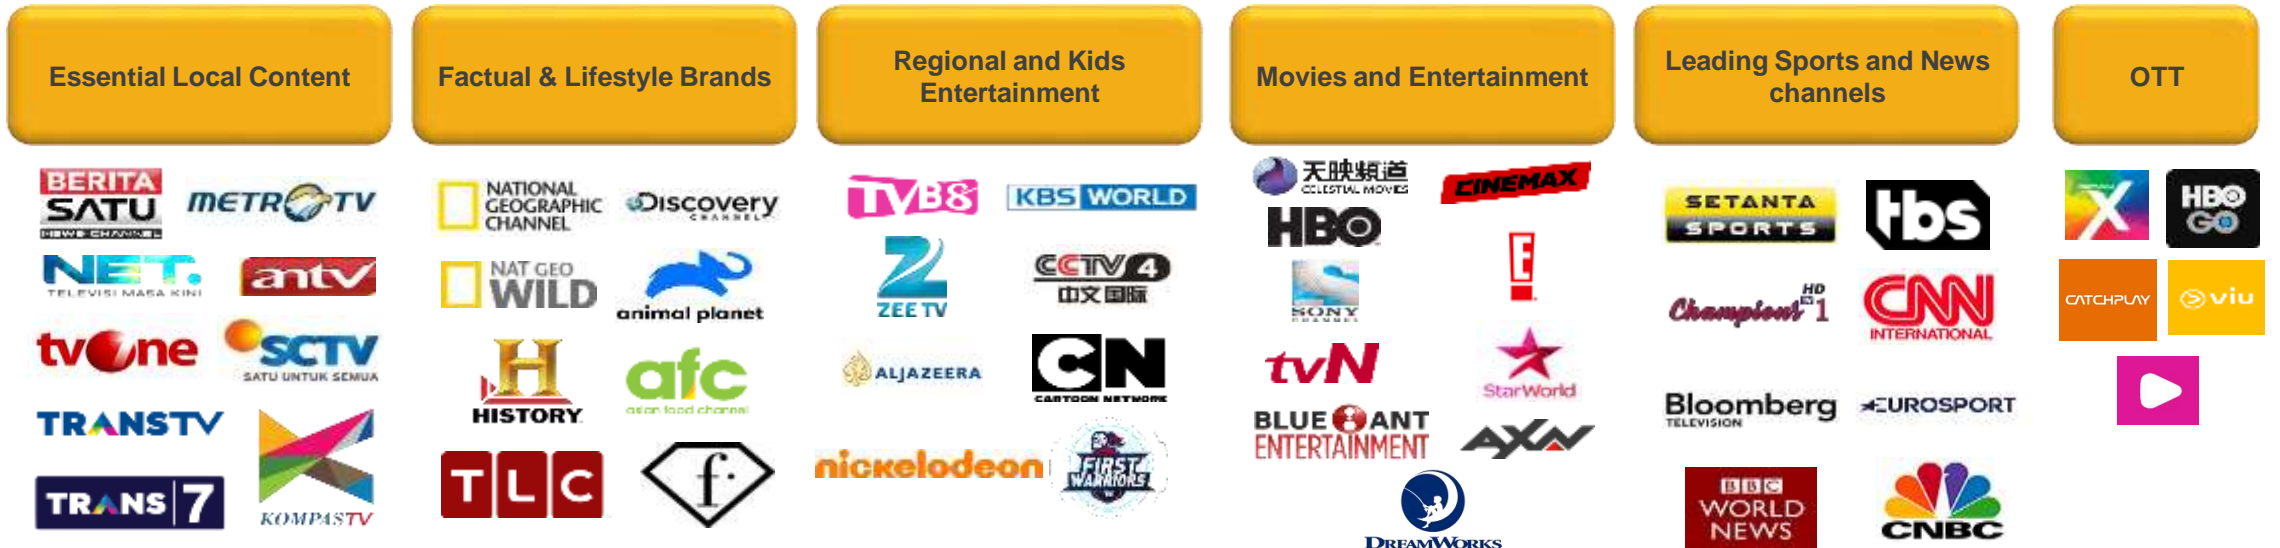 Essential Local Content
Factual & Lifestyle Brands
Regional and Kids
Entertainment
Movies and Entertainment
Leading Sports and News
channels
OTT
BERITA
SATU
NEWS CHANNEL
METRO TV
NET.
TELEVISI MASA KINI
antv
tvOne
SCTV
SATU UNTUK SEMUA
TRANSTV
TRANS|7
KOMPASTV
NATIONAL
GEOGRAPHIC
CHANNEL
Discovery
CHANNEL
NAT GEO
WILD
animal planet
H
HISTORY
afc
asian food channel
TLC
f.
TVB8
KBS WORLD
Z
ZEE TV
CCTV 4
中文国际
ALJAZEERA
CN
CARTOON NETWORK
nickelodeon
FIRST
WARRIORS
天映頻道
CELESTIAL MOVIES
CINEMAX
HBO
E!
S
SONY
CHANNEL
tvN
StarWorld
BLUE ANT
ENTERTAINMENT
AXN
DREAMWORKS
SETANTA
SPORTS
tbs
Champions TV 1
HD
CNN
INTERNATIONAL
Bloomberg
TELEVISION
EUROSPORT
BBC
WORLD
NEWS
CNBC
X
HBO
GO
CATCHPLAY
viu